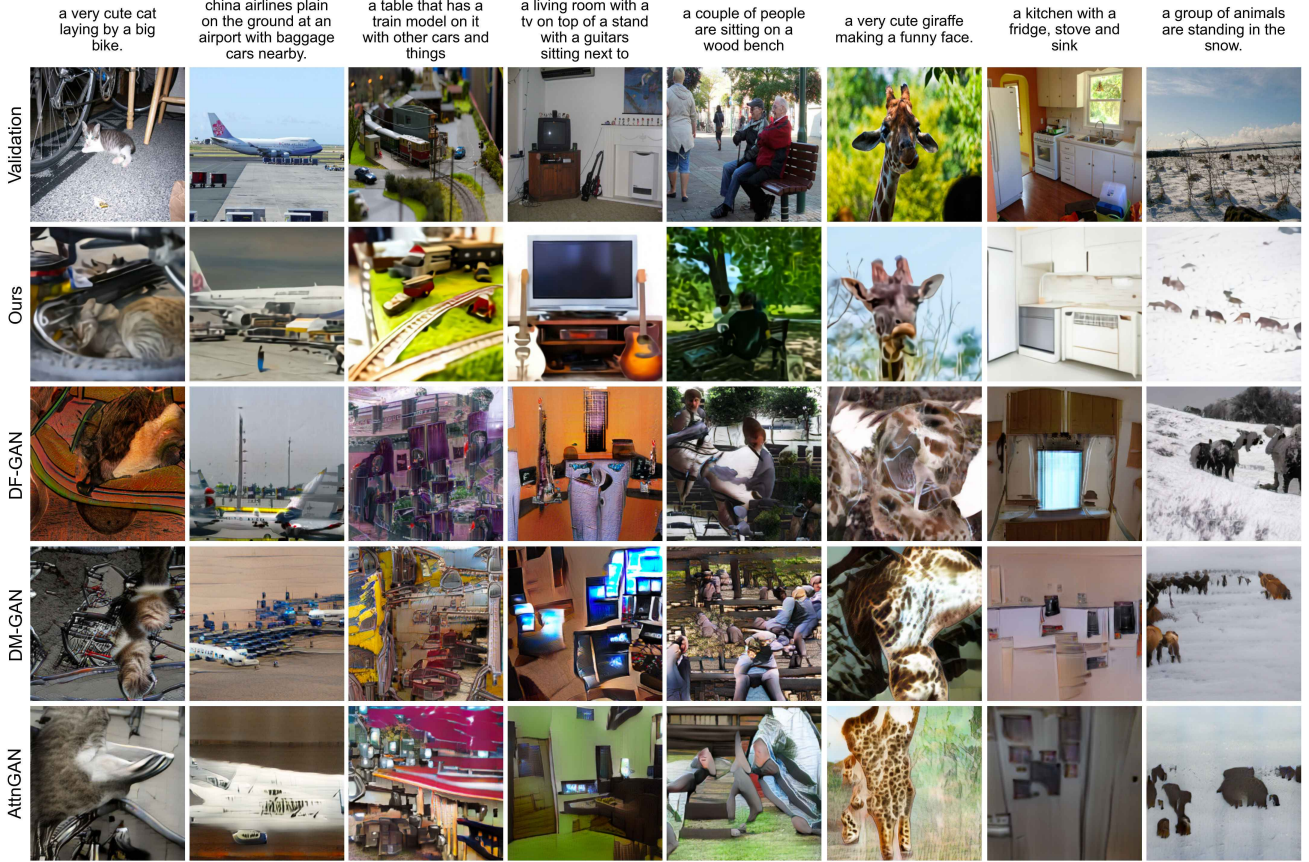 a very cute cat
laying by a big
bike.
china airlines plain
on the ground at an
airport with baggage
cars nearby.
a table that has a
train model on it
with other cars and
things
a living room with a
tv on top of a stand
with a guitars
sitting next to
a couple of people
are sitting on a
wood bench
a very cute giraffe
making a funny face.
a kitchen with a
fridge, stove and
sink
a group of animals
are standing in the
snow.
Validation
Ours
DF-GAN
DM-GAN
AttnGAN